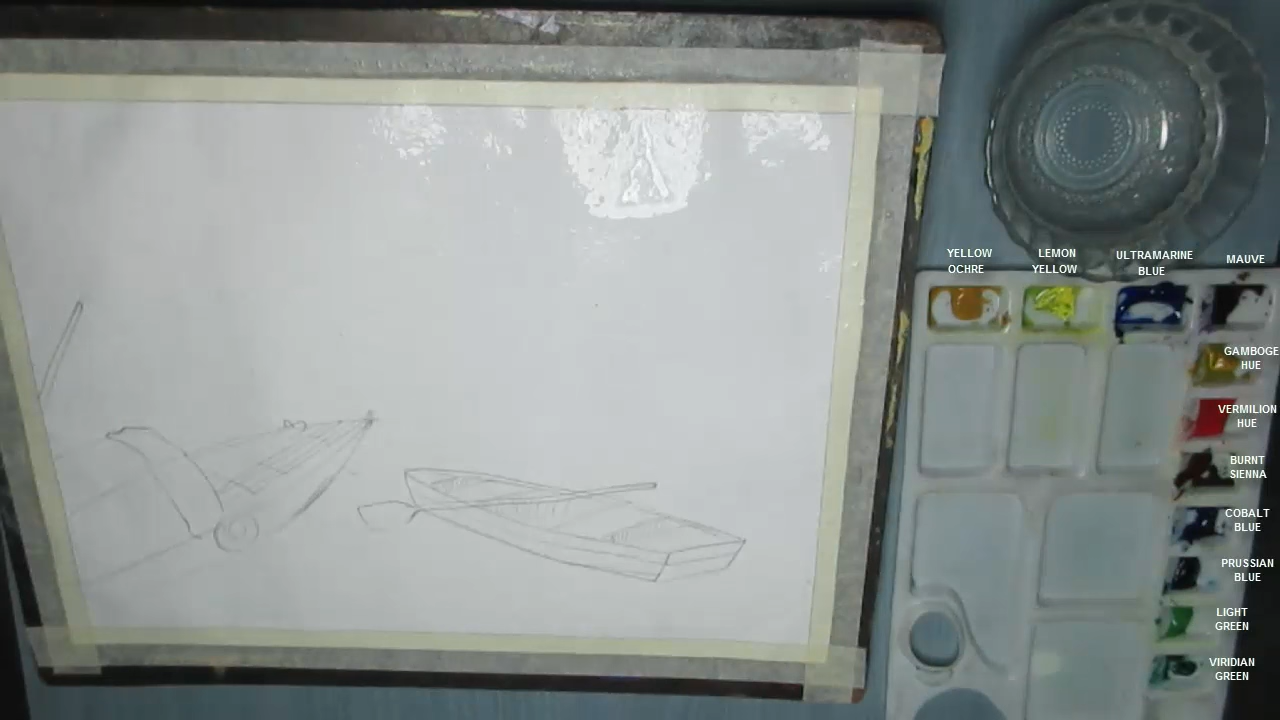 YELLOW
OCHRE
LEMON
YELLOW
ULTRAMARINE
BLUE
MAUVE
GAMBOGE
HUE
VERMILION
HUE
BURNT
SIENNA
COBALT
BLUE
PRUSSIAN
BLUE
LIGHT
GREEN
VIRIDIAN
GREEN